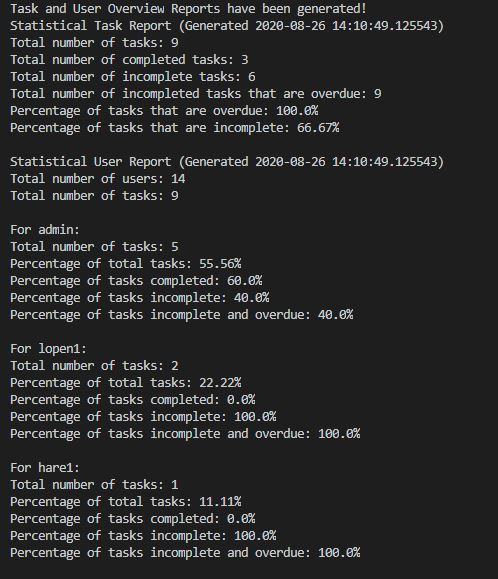 Task and User Overview Reports have been generated!
Statistical Task Report (Generated 2020-08-26 14:10:49.125543)
Total number of tasks: 9
Total number of completed tasks: 3
Total number of incomplete tasks: 6
Total number of incompleted tasks that are overdue: 9
Percentage of tasks that are overdue: 100.0%
Percentage of tasks that are incomplete: 66.67%

Statistical User Report (Generated 2020-08-26 14:10:49.125543)
Total number of users: 14
Total number of tasks: 9

For admin:
Total number of tasks: 5
Percentage of total tasks: 55.56%
Percentage of tasks completed: 60.0%
Percentage of tasks incomplete: 40.0%
Percentage of tasks incomplete and overdue: 40.0%

For lopen1:
Total number of tasks: 2
Percentage of total tasks: 22.22%
Percentage of tasks completed: 0.0%
Percentage of tasks incomplete: 100.0%
Percentage of tasks incomplete and overdue: 100.0%

For hare1:
Total number of tasks: 1
Percentage of total tasks: 11.11%
Percentage of tasks completed: 0.0%
Percentage of tasks incomplete: 100.0%
Percentage of tasks incomplete and overdue: 100.0%